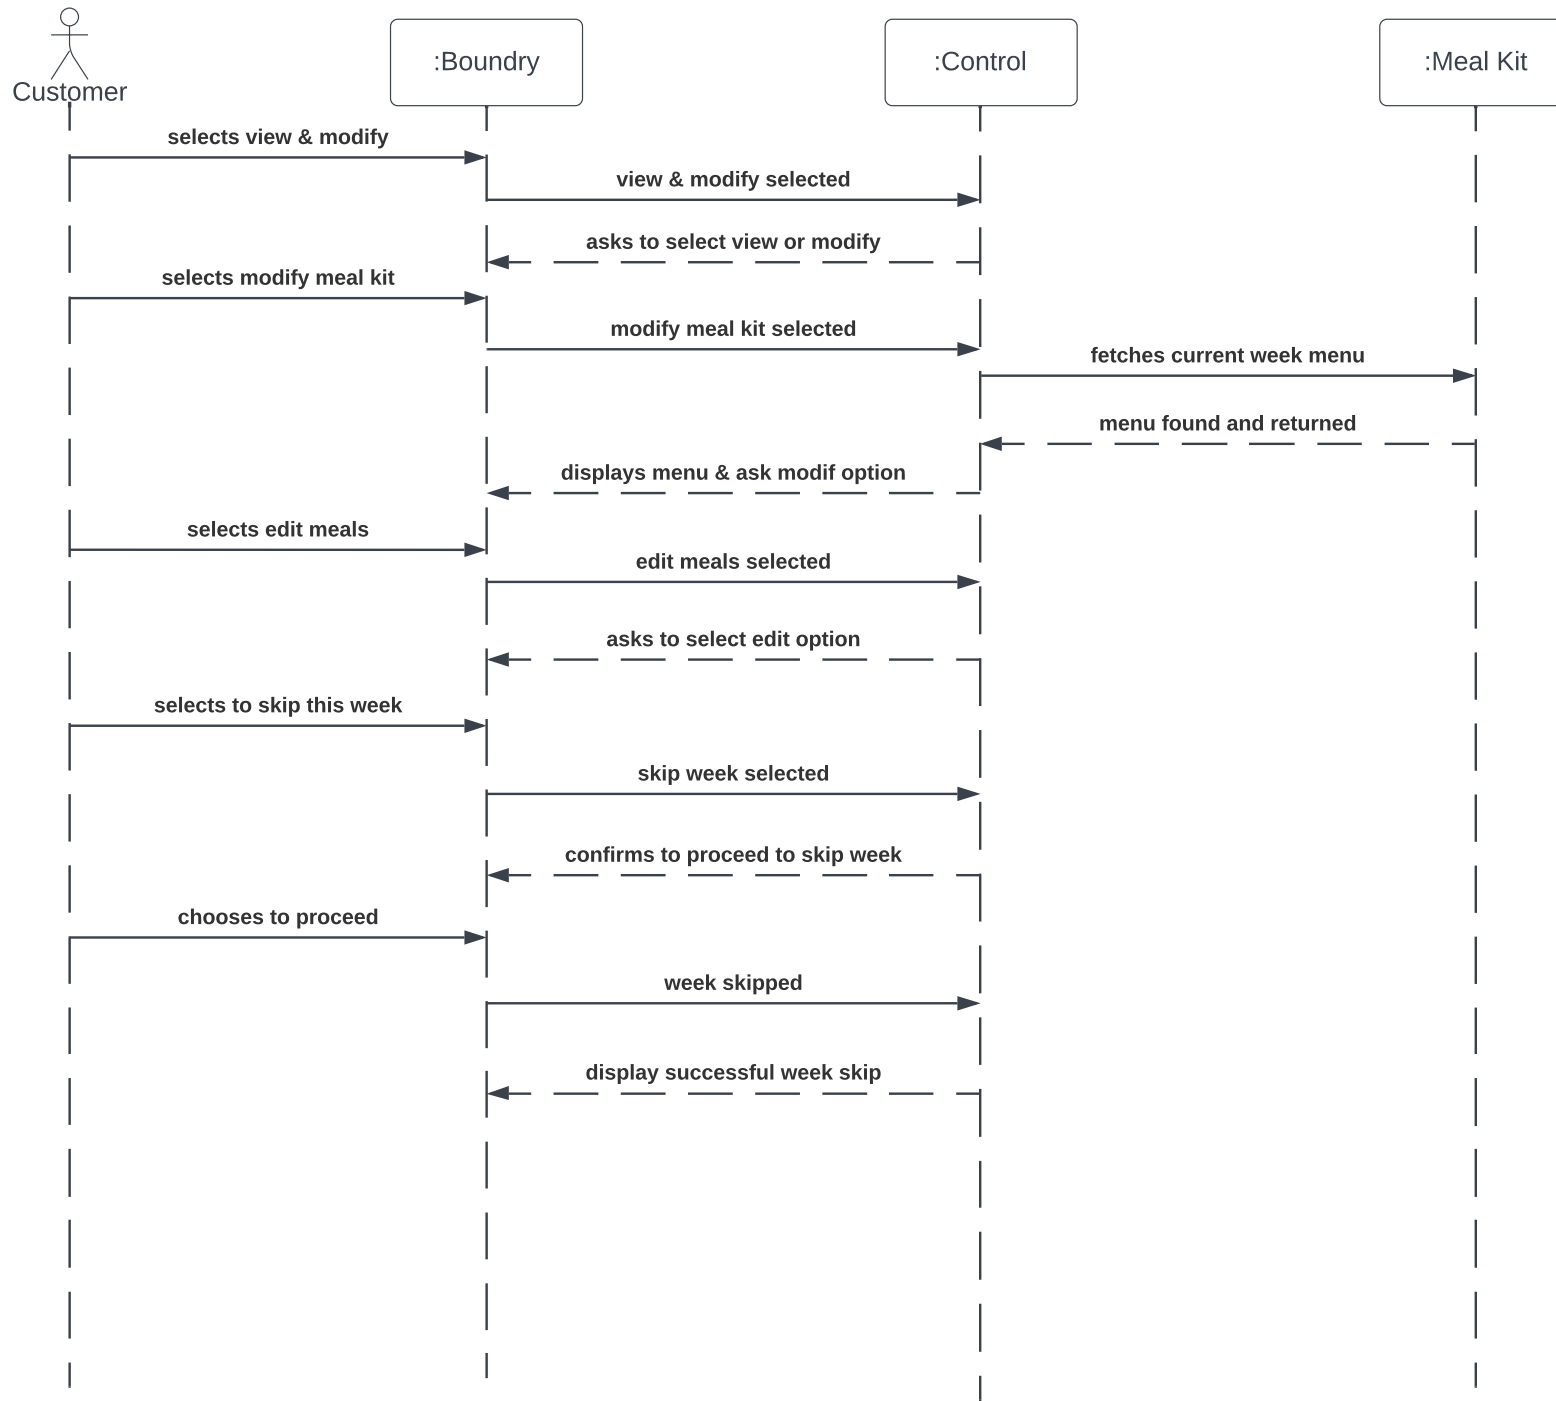 Customer
:Boundry
:Control
:Meal Kit
selects view & modify
view & modify selected
asks to select view or modify
selects modify meal kit
modify meal kit selected
fetches current week menu
menu found and returned
displays menu & ask modif option
selects edit meals
edit meals selected
asks to select edit option
selects to skip this week
skip week selected
confirms to proceed to skip week
chooses to proceed
week skipped
display successful week skip